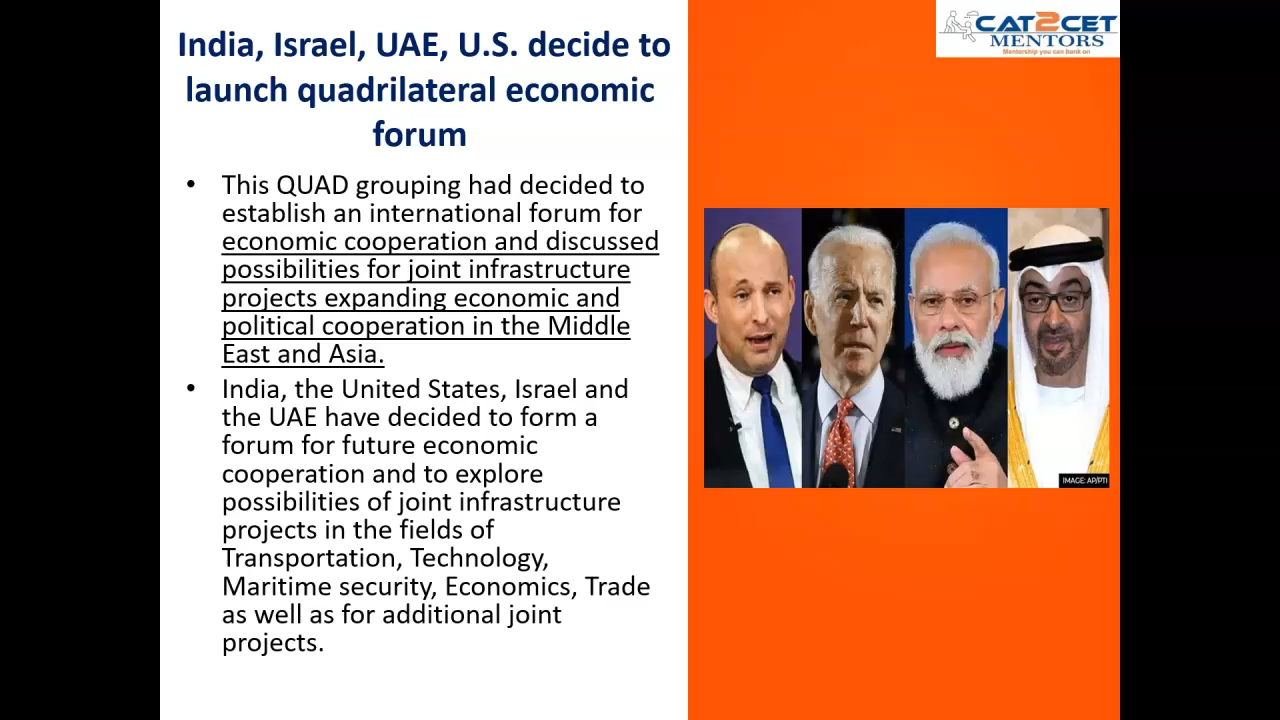 India, Israel, UAE, U.S. decide to
launch quadrilateral economic
forum
• This QUAD grouping had decided to
establish an international forum for
economic cooperation and discussed
possibilities for joint infrastructure
projects expanding economic and
political cooperation in the Middle
East and Asia.
• India, the United States, Israel and
the UAE have decided to form a
forum for future economic
cooperation and to explore
possibilities of joint infrastructure
projects in the fields of
Transportation, Technology,
Maritime security, Economics, Trade
as well as for additional joint
projects.
CAT2CET
MENTORS
Mentorship you can bank on
IMAGE: AP/PTI